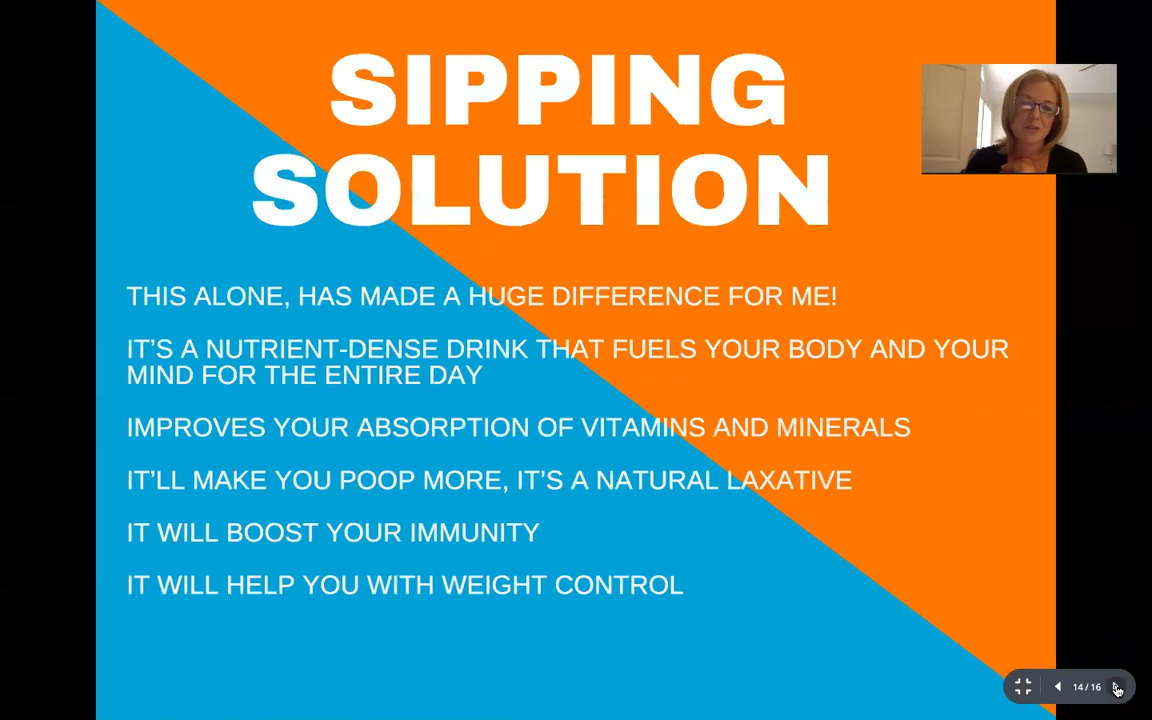 SIPPING
SOLUTION
THIS ALONE, HAS MADE A HUGE DIFFERENCE FOR ME!
IT’S A NUTRIENT-DENSE DRINK THAT FUELS YOUR BODY AND YOUR
MIND FOR THE ENTIRE DAY
IMPROVES YOUR ABSORPTION OF VITAMINS AND MINERALS
IT’LL MAKE YOU POOP MORE, IT’S A NATURAL LAXATIVE
IT WILL BOOST YOUR IMMUNITY
IT WILL HELP YOU WITH WEIGHT CONTROL
14 / 16